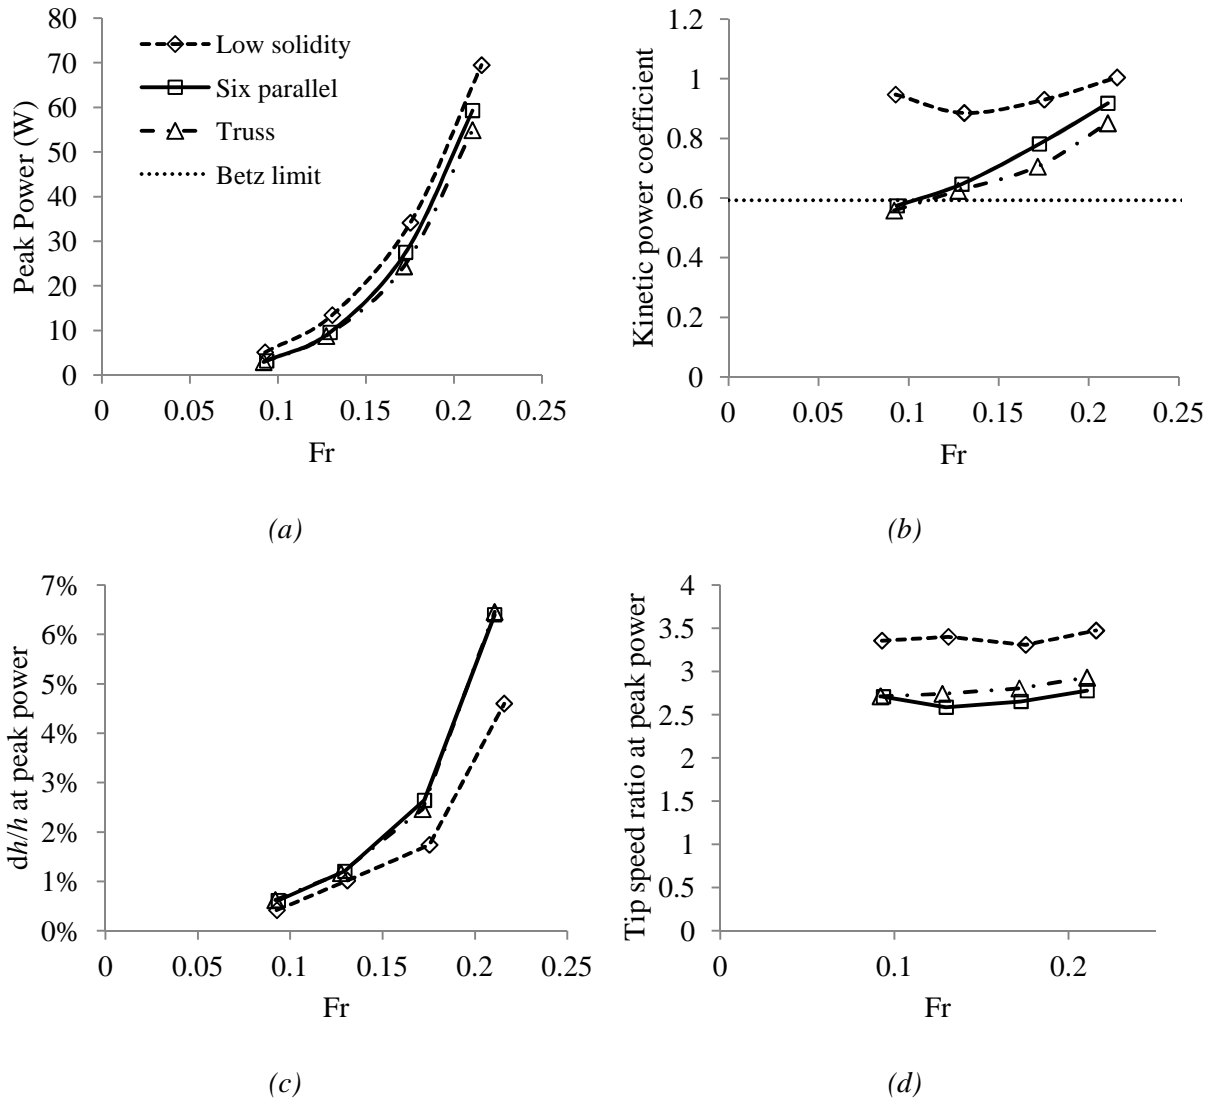 80
70
60
50
40
30
20
10
0
Peak Power (W)
Low solidity
Six parallel
Truss
Betz limit
0 0.05 0.1 0.15 0.2 0.25
Fr
(a)
1.2
1
0.8
0.6
0.4
0.2
0
Kinetic power coefficient
0 0.05 0.1 0.15 0.2 0.25
Fr
(b)
7%
6%
5%
4%
3%
2%
1%
0%
dh/h at peak power
0 0.05 0.1 0.15 0.2 0.25
Fr
(c)
4
3.5
3
2.5
2
1.5
1
0.5
0
Tip speed ratio at peak power
0 0.1 0.2
Fr
(d)